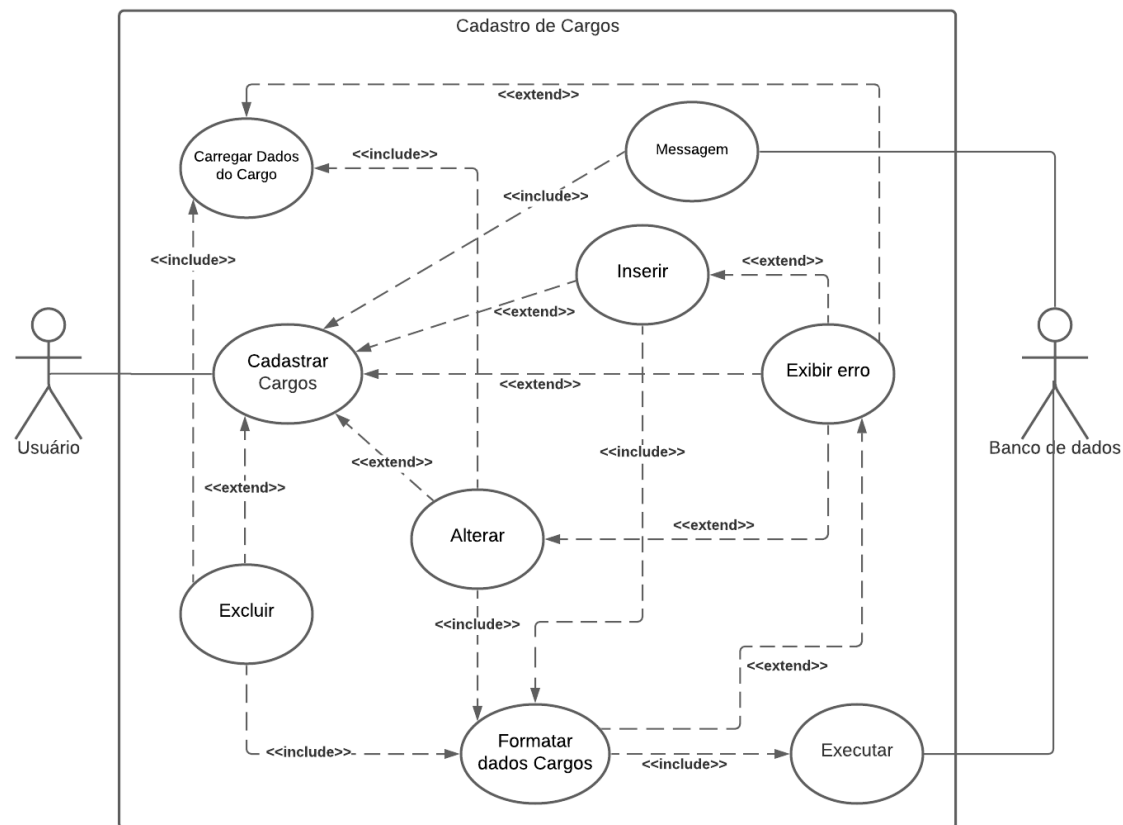 Cadastro de Cargos
<<extend>>
Carregar Dados
do Cargo
<<include>>
Messagem
<<include>>
<<include>>
Inserir
<<extend>>
<<extend>>
Cadastrar
Cargos
<<extend>>
Exibir erro
Usuário
Banco de dados
<<extend>>
<<include>>
<<extend>>
Alterar
<<extend>>
Excluir
<<include>>
<<extend>>
Formatar
dados Cargos
<<include>>
<<include>>
Executar